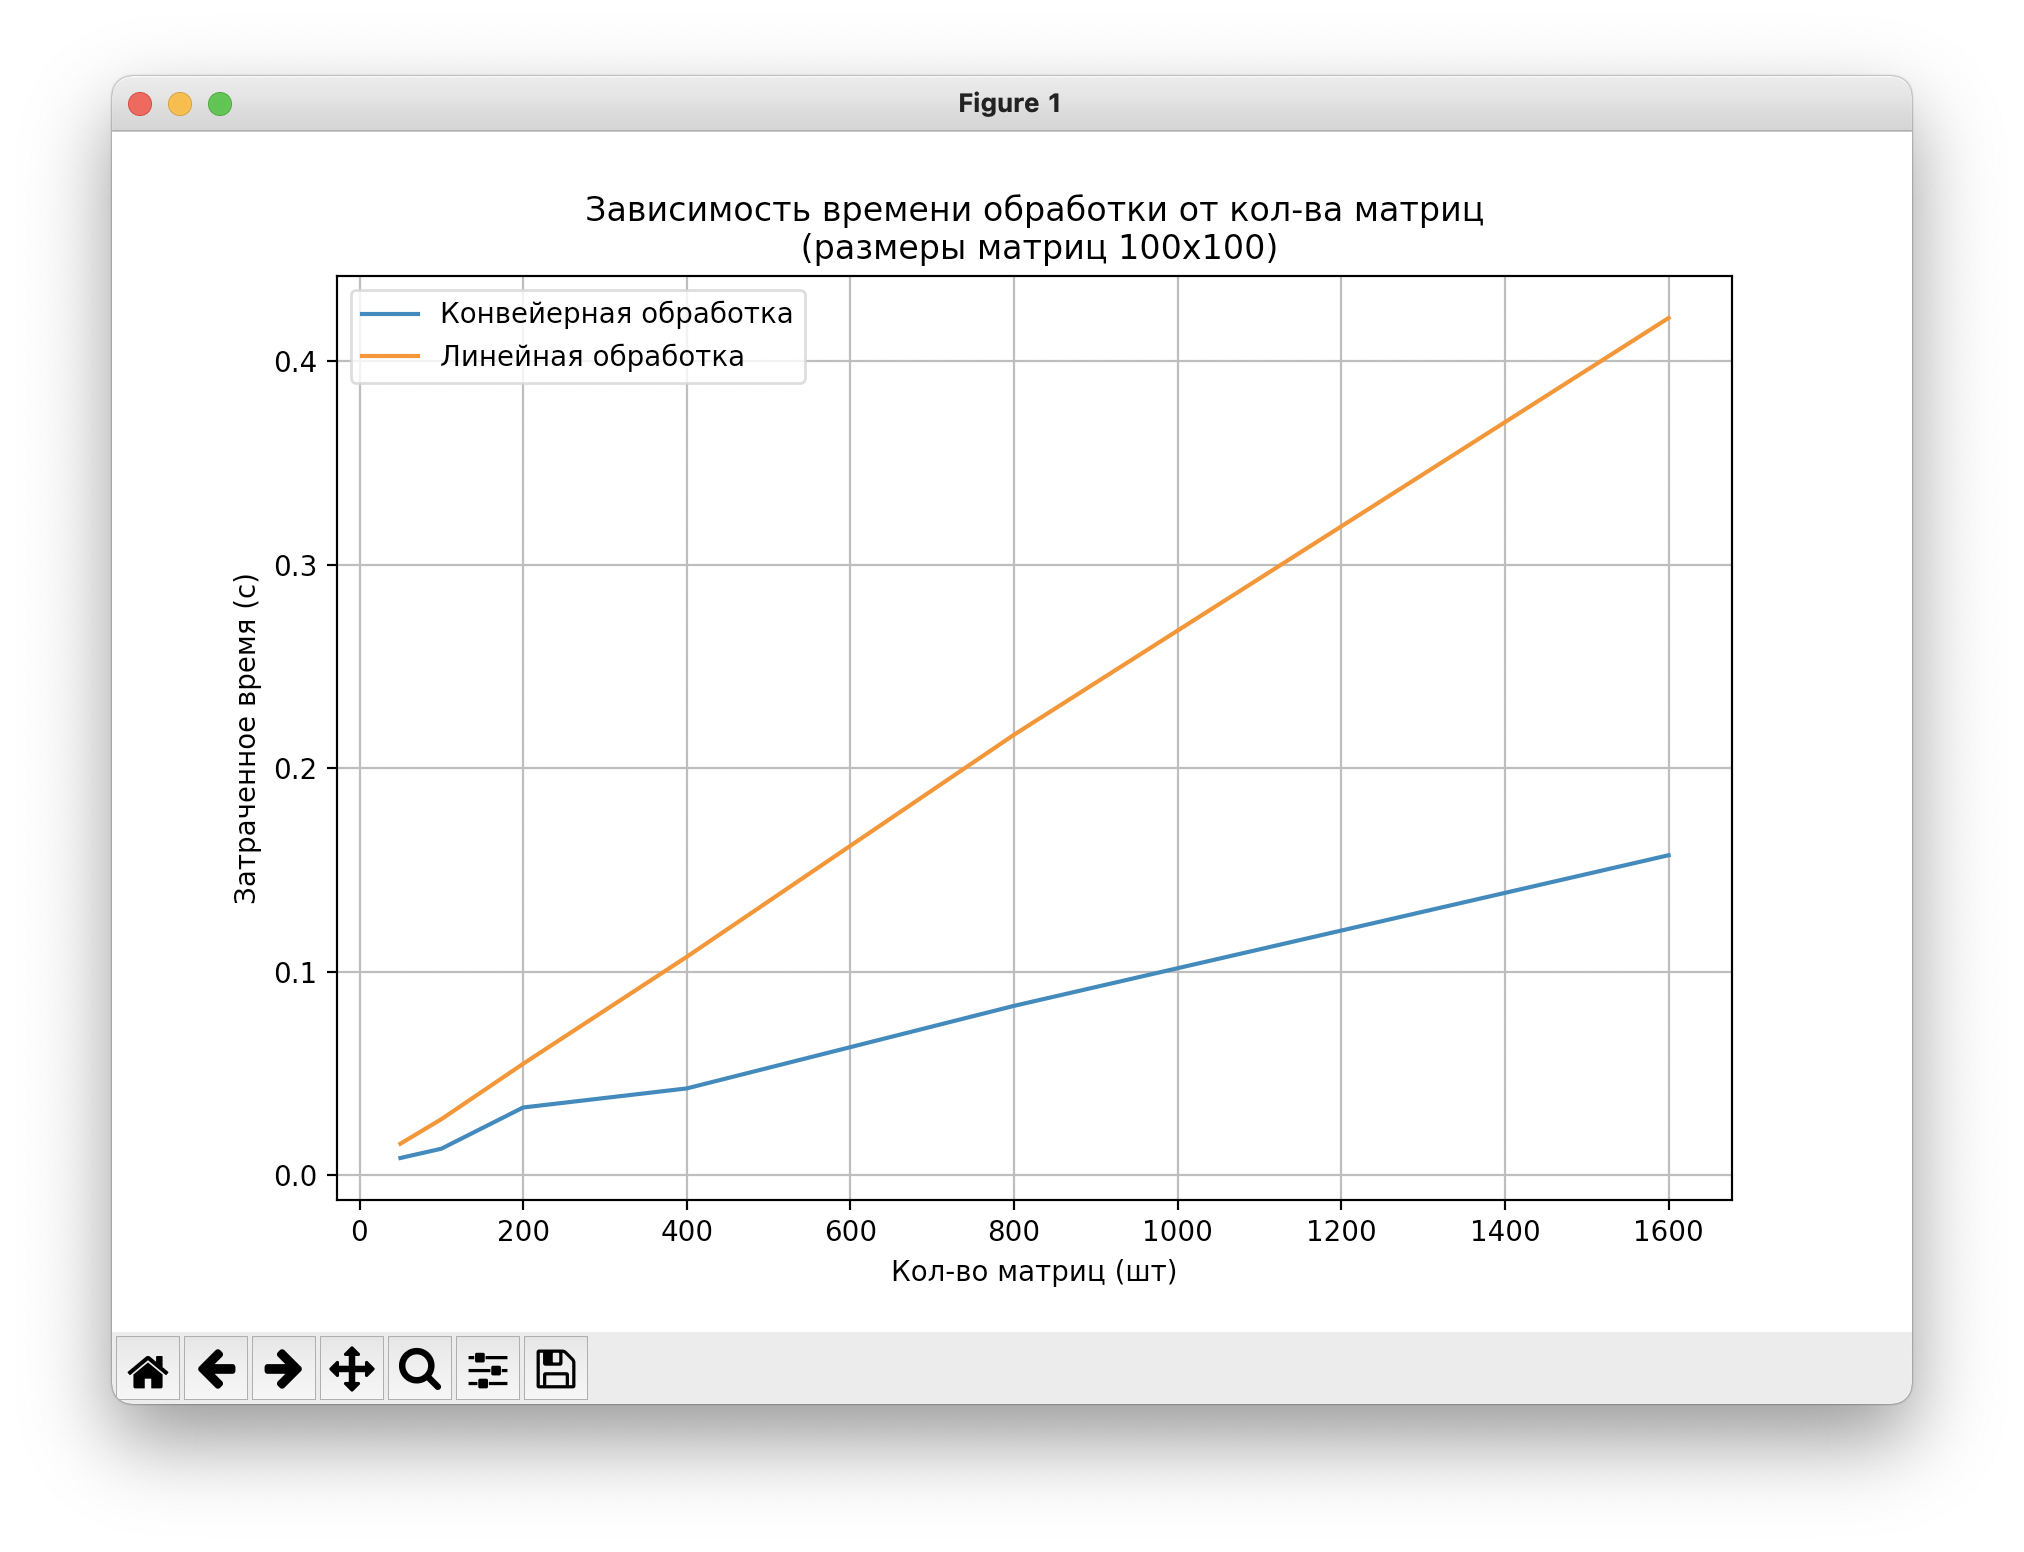 Figure 1
Зависимость времени обработки от кол-ва матриц
(размеры матриц 100x100)
Конвейерная обработка
Линейная обработка
0.4
0.3
0.2
0.1
0.0
Затраченное время (с)
0 200 400 600 800 1000 1200 1400 1600
Кол-во матриц (шт)